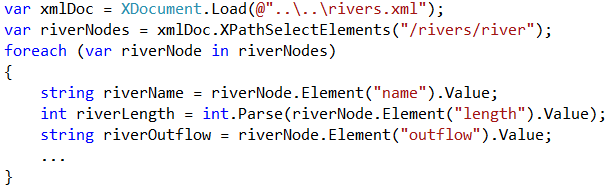 var xmlDoc = XDocument.Load(@"..\..\rivers.xml");
var riverNodes = xmlDoc.XPathSelectElements("/rivers/river");
foreach (var riverNode in riverNodes)
{
    string riverName = riverNode.Element("name").Value;
    int riverLength = int.Parse(riverNode.Element("length").Value);
    string riverOutflow = riverNode.Element("outflow").Value;
    ...
}